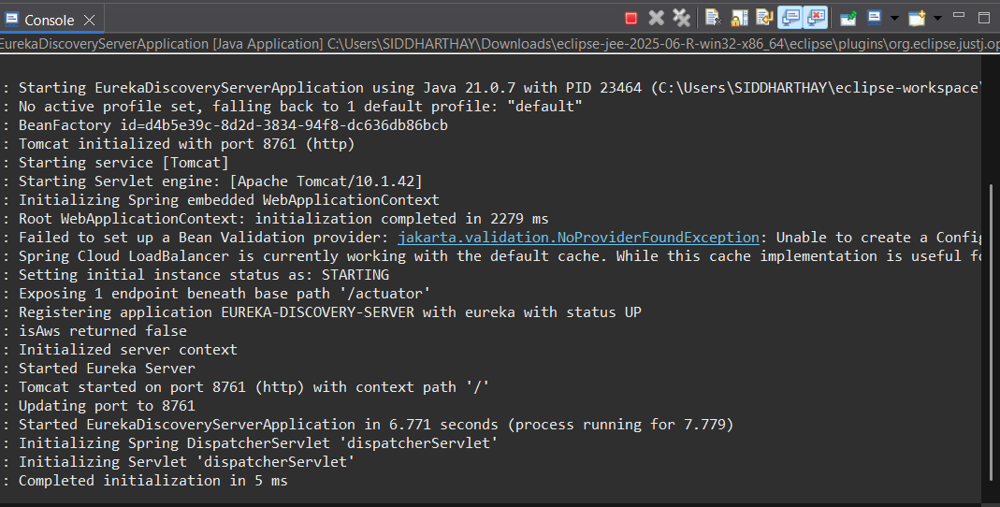 Console
EurekaDiscoveryServerApplication [Java Application] C:\Users\SIDDHARTHAY\Downloads\eclipse-jee-2025-06-R-win32-x86_64\eclipse\plugins\org.eclipse.justj.op
: Starting EurekaDiscoveryServerApplication using Java 21.0.7 with PID 23464 (C:\Users\SIDDHARTHAY\eclipse-workspace\
: No active profile set, falling back to 1 default profile: "default"
: BeanFactory id=d4b5e39c-8d2d-3834-94f8-dc636db86bcb
: Tomcat initialized with port 8761 (http)
: Starting service [Tomcat]
: Starting Servlet engine: [Apache Tomcat/10.1.42]
: Initializing Spring embedded WebApplicationContext
: Root WebApplicationContext: initialization completed in 2279 ms
: Failed to set up a Bean Validation provider: jakarta.validation.NoProviderFoundException: Unable to create a Config
: Spring Cloud LoadBalancer is currently working with the default cache. While this cache implementation is useful fo
: Setting initial instance status as: STARTING
: Exposing 1 endpoint beneath base path '/actuator'
: Registering application EUREKA-DISCOVERY-SERVER with eureka with status UP
: isAws returned false
: Initialized server context
: Started Eureka Server
: Tomcat started on port 8761 (http) with context path '/'
: Updating port to 8761
: Started EurekaDiscoveryServerApplication in 6.771 seconds (process running for 7.779)
: Initializing Spring DispatcherServlet 'dispatcherServlet'
: Initializing Servlet 'dispatcherServlet'
: Completed initialization in 5 ms